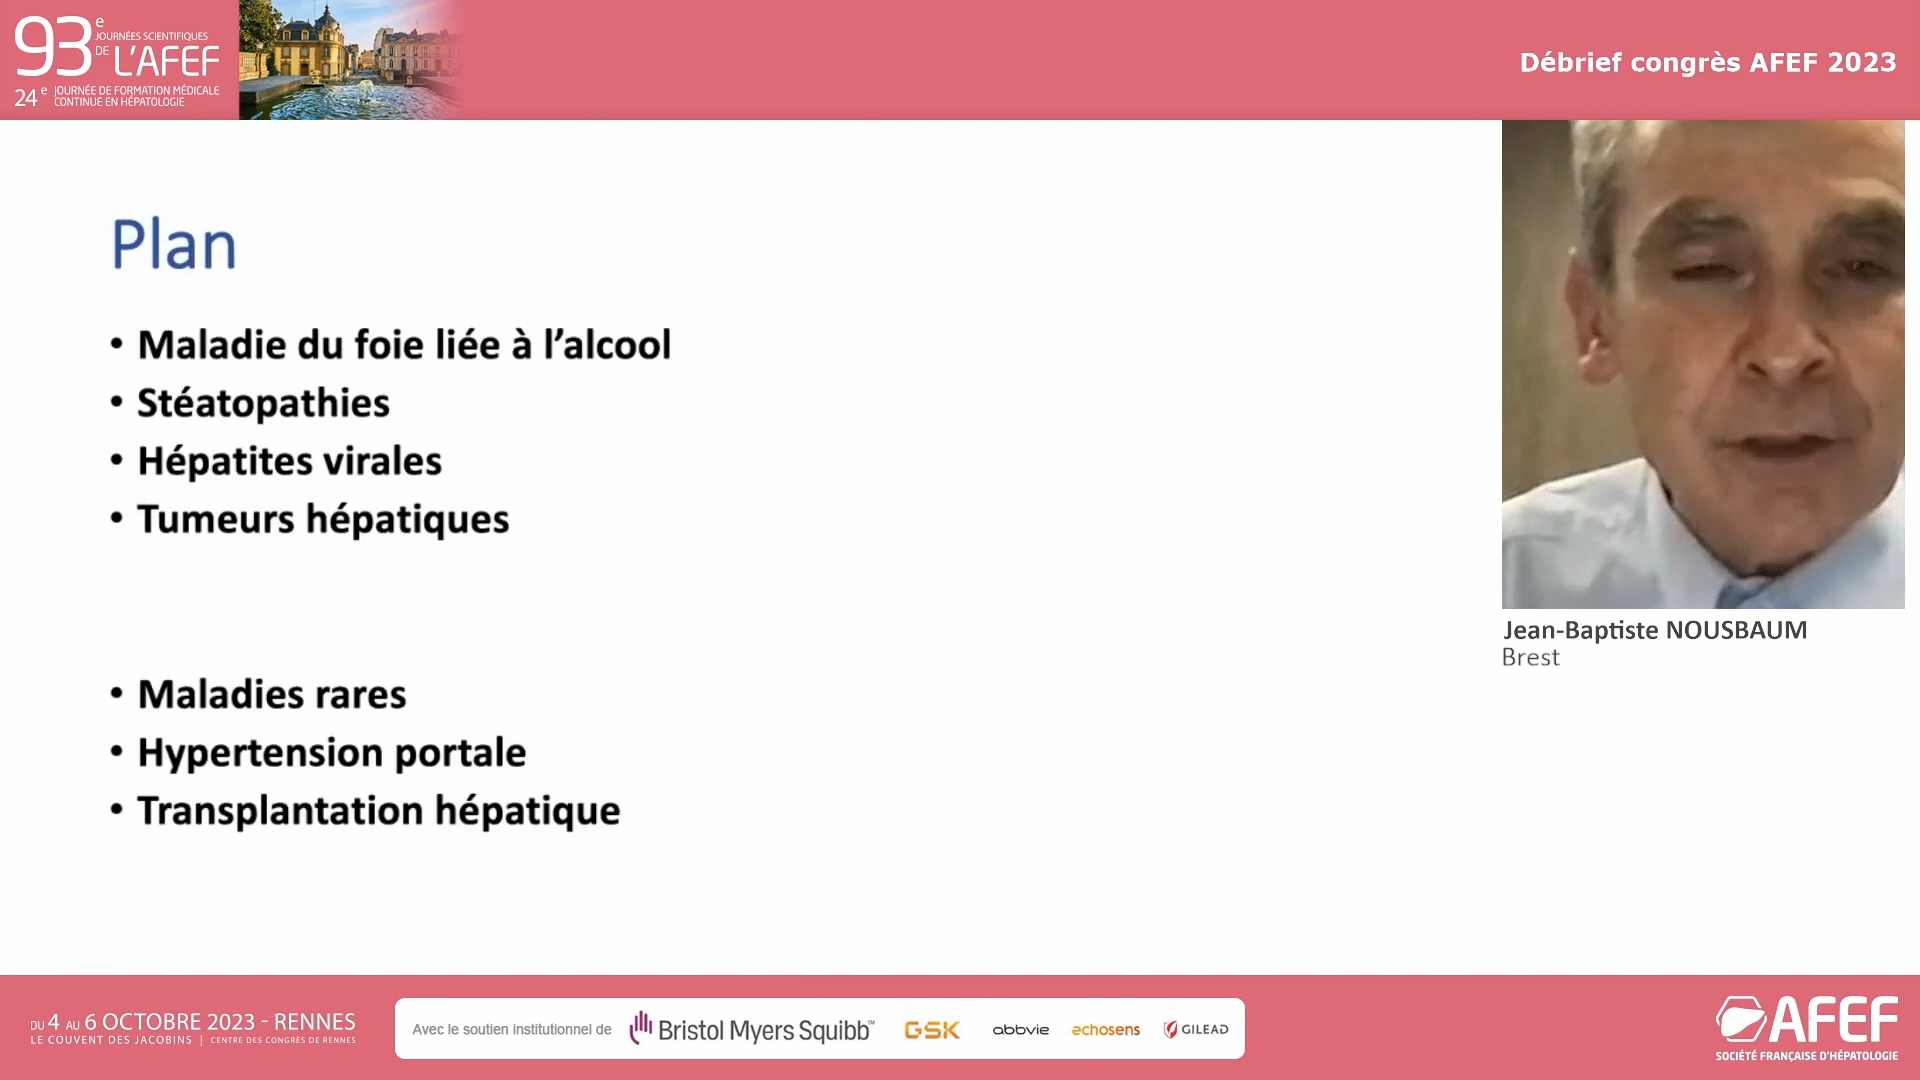 93e JOURNÉES SCIENTIFIQUES
DE L'AFEF
24e JOURNÉE DE FORMATION MÉDICALE
CONTINUE EN HÉPATOLOGIE
Débrief congrès AFEF 2023
Plan
• Maladie du foie liée à l’alcool
• Stéatopathies
• Hépatites virales
• Tumeurs hépatiques
• Maladies rares
• Hypertension portale
• Transplantation hépatique
Jean-Baptiste NOUSBAUM
Brest
DU 4 AU 6 OCTOBRE 2023 - RENNES
LE COUVENT DES JACOBINS | CENTRE DES CONGRÈS DE RENNES
Avec le soutien institutionnel de
Bristol Myers Squibb™
GSK
abbvie
echosens
GILEAD
AFEF
SOCIÉTÉ FRANÇAISE D'HÉPATOLOGIE